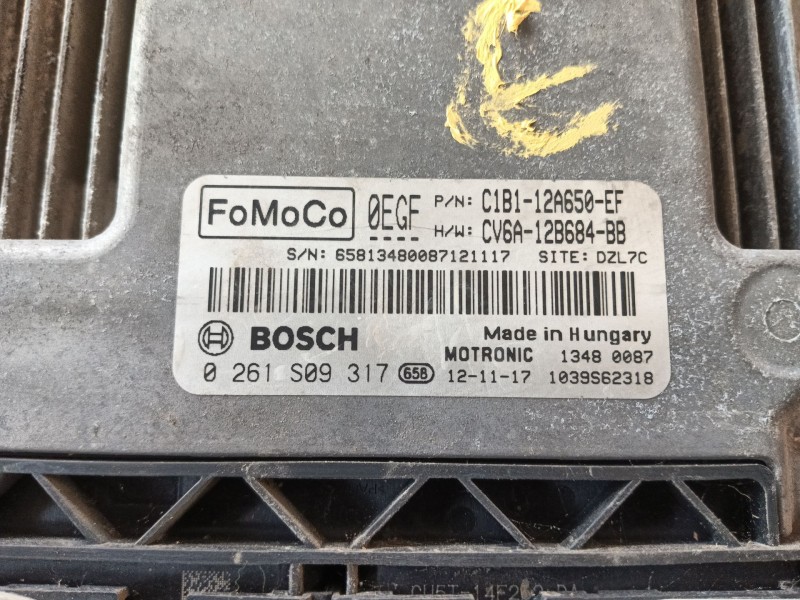 FoMoCo 0EGF P/N: C1B1-12A650-EF
H/W: CV6A-12B684-BB
S/N: 65813480087121117 SITE: DZL7C
BOSCH Made in Hungary
MOTRONIC 1348 0087
0 261 S09 317 658 12-11-17 1039S62318